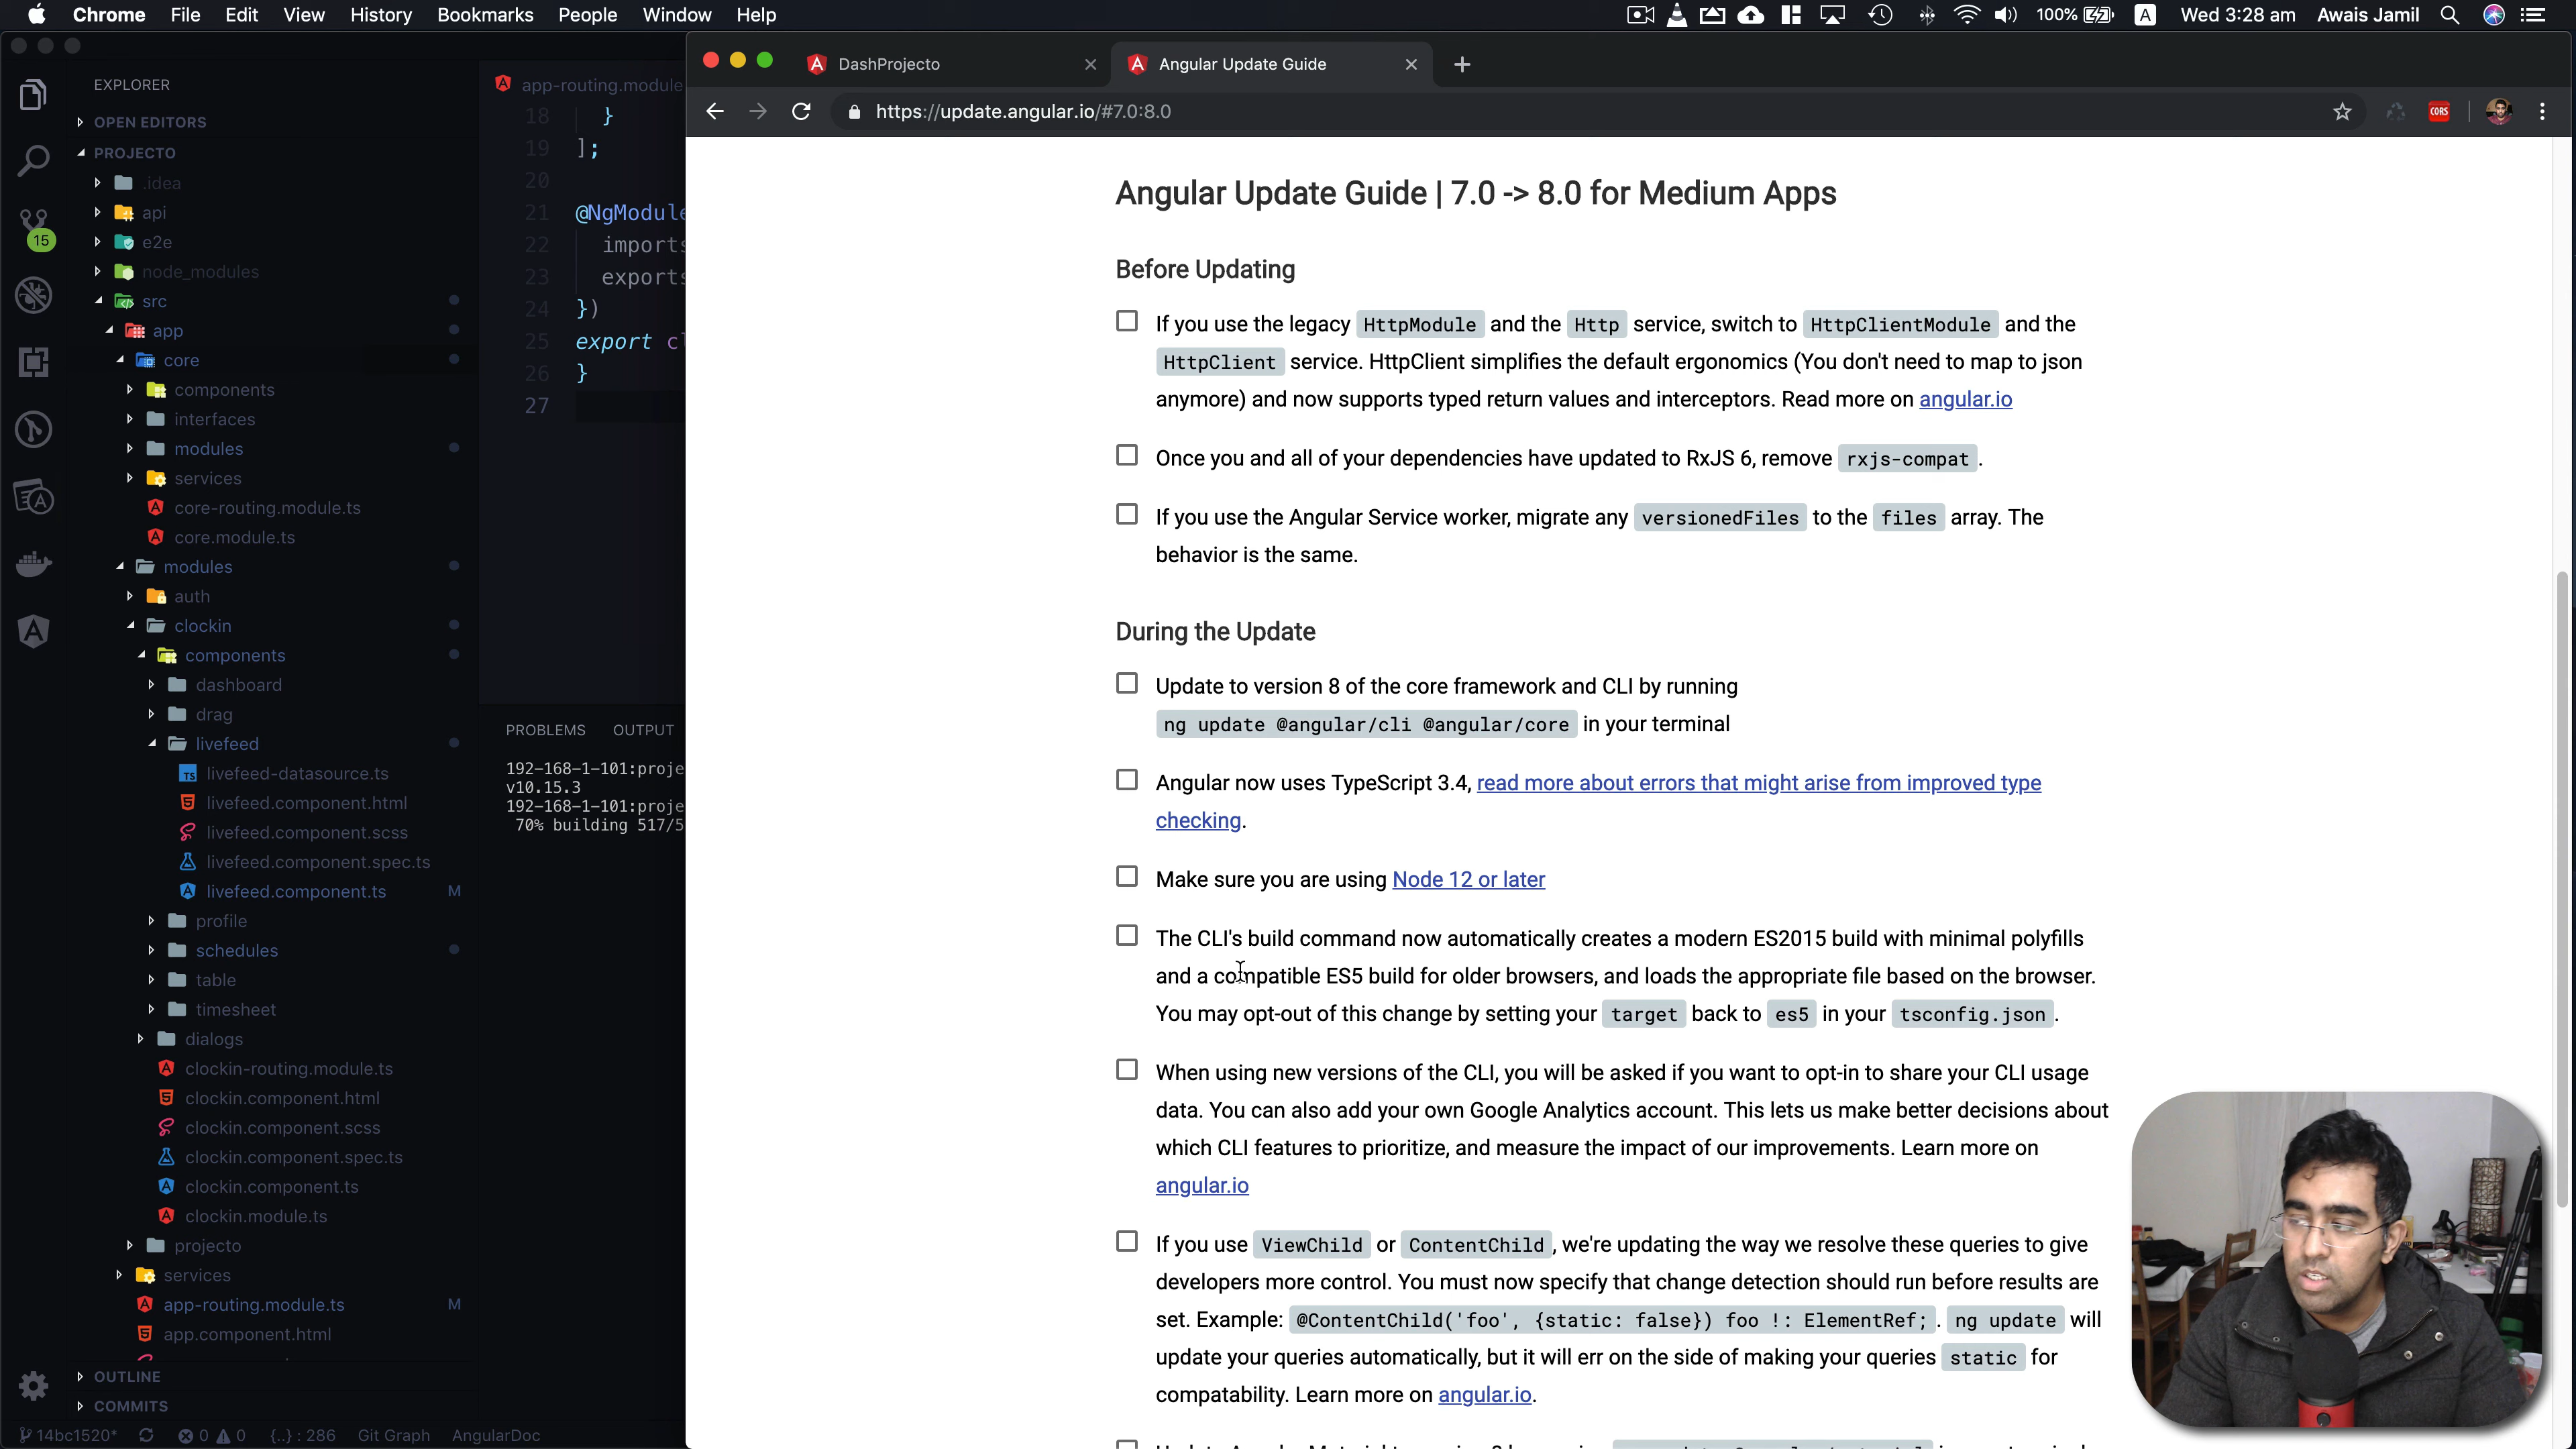 Chrome File Edit View History Bookmarks People Window Help
100% A Wed 3:28 am Awais Jamil
EXPLORER
OPEN EDITORS
PROJECTO
.idea
api
e2e
node_modules
src
app
core
components
interfaces
modules
services
core-routing.module.ts
core.module.ts
modules
auth
clockin
components
dashboard
drag
livefeed
TS livefeed-datasource.ts
livefeed.component.html
livefeed.component.scss
livefeed.component.spec.ts
livefeed.component.ts M
profile
schedules
table
timesheet
dialogs
clockin-routing.module.ts
clockin.component.html
clockin.component.scss
clockin.component.spec.ts
clockin.component.ts
clockin.module.ts
projecto
services
app-routing.module.ts M
app.component.html
OUTLINE
COMMITS
15
14bc1520* 0 0 {..} : 286 Git Graph AngularDoc
app-routing.module
18 }
19 ];
20
21 @NgModule
22 imports
23 exports
24 })
25 export cl
26 }
27
PROBLEMS OUTPUT
192-168-1-101:proje
v10.15.3
192-168-1-101:proje
70% building 517/5
DashProjecto
Angular Update Guide
https://update.angular.io/#7.0:8.0
CORS
Angular Update Guide | 7.0 -> 8.0 for Medium Apps
Before Updating
If you use the legacy HttpModule and the Http service, switch to HttpClientModule and the
HttpClient service. HttpClient simplifies the default ergonomics (You don't need to map to json
anymore) and now supports typed return values and interceptors. Read more on angular.io
Once you and all of your dependencies have updated to RxJS 6, remove rxjs-compat .
If you use the Angular Service worker, migrate any versionedFiles to the files array. The
behavior is the same.
During the Update
Update to version 8 of the core framework and CLI by running
ng update @angular/cli @angular/core in your terminal
Angular now uses TypeScript 3.4, read more about errors that might arise from improved type
checking.
Make sure you are using Node 12 or later
The CLI's build command now automatically creates a modern ES2015 build with minimal polyfills
and a compatible ES5 build for older browsers, and loads the appropriate file based on the browser.
You may opt-out of this change by setting your target back to es5 in your tsconfig.json .
When using new versions of the CLI, you will be asked if you want to opt-in to share your CLI usage
data. You can also add your own Google Analytics account. This lets us make better decisions about
which CLI features to prioritize, and measure the impact of our improvements. Learn more on
angular.io
If you use ViewChild or ContentChild , we're updating the way we resolve these queries to give
developers more control. You must now specify that change detection should run before results are
set. Example: @ContentChild('foo', {static: false}) foo !: ElementRef; . ng update will
update your queries automatically, but it will err on the side of making your queries static for
compatability. Learn more on angular.io.